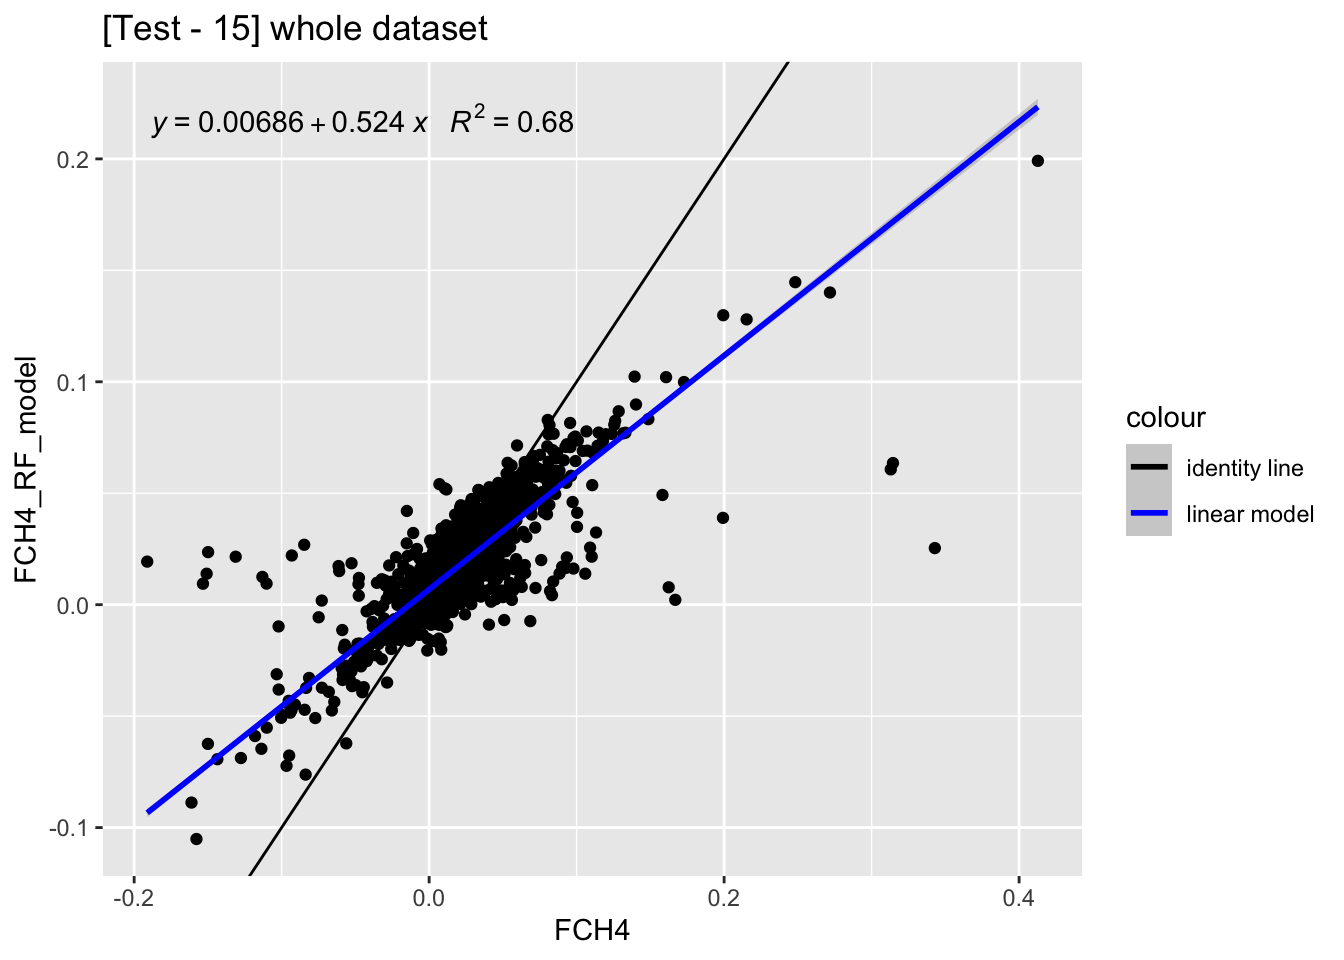 [Test - 15] whole dataset
y = 0.00686 + 0.524 x R² = 0.68
FCH4_RF_model
0.2
0.1
0.0
-0.1
-0.2 0.0 0.2 0.4
FCH4
colour
identity line
linear model